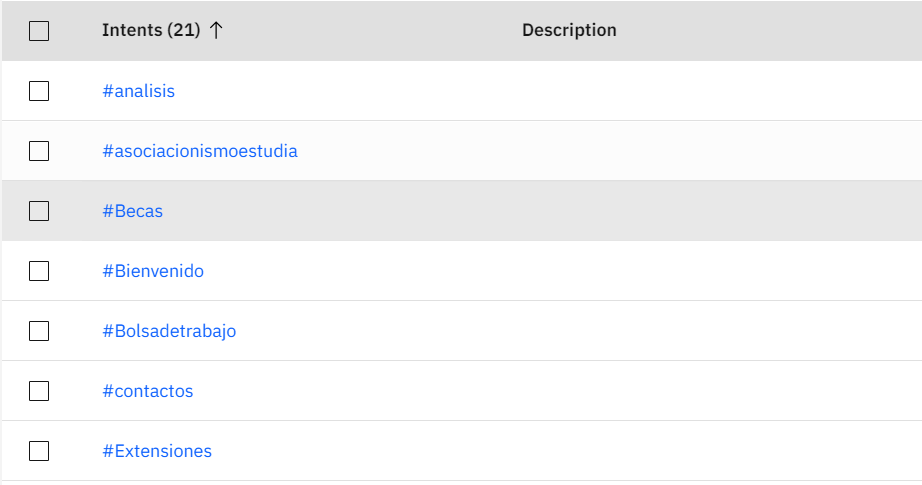 Intents (21) ↑ Description
#analisis
#asociacionismoestudia
#Becas
#Bienvenido
#Bolsadetrabajo
#contactos
#Extensiones